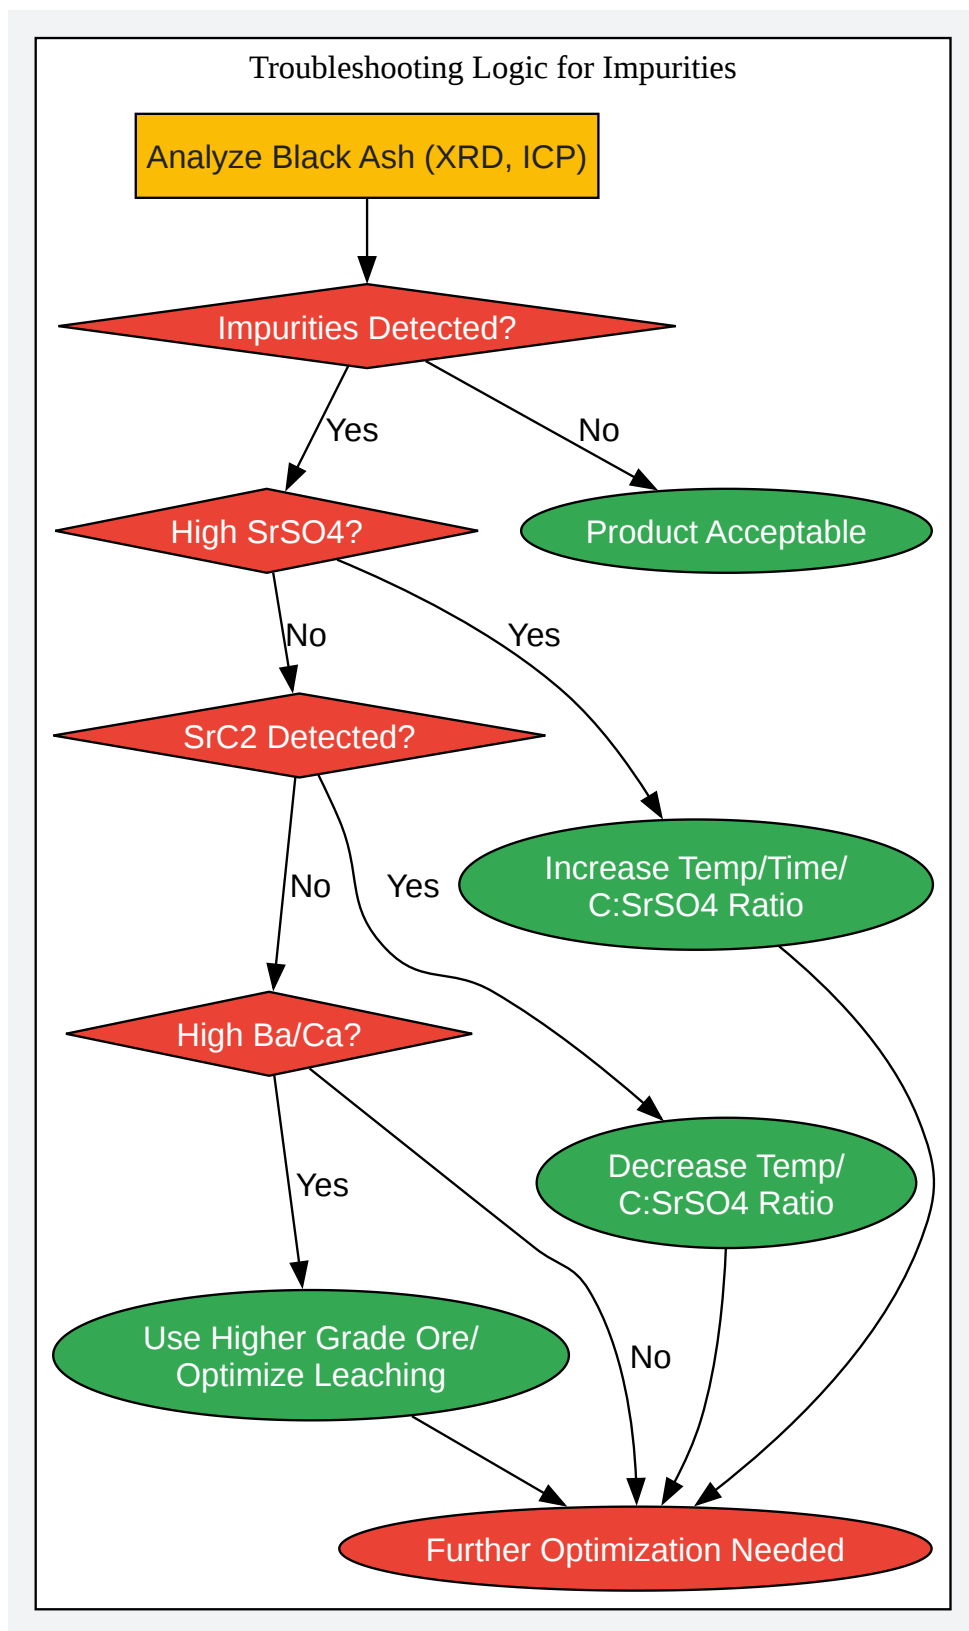 Troubleshooting Logic for Impurities
Analyze Black Ash (XRD, ICP)
Impurities Detected?
Yes
No
High SrSO4?
Product Acceptable
No
Yes
SrC2 Detected?
Increase Temp/Time/
C:SrSO4 Ratio
No
Yes
High Ba/Ca?
Decrease Temp/
C:SrSO4 Ratio
Yes
Use Higher Grade Ore/
Optimize Leaching
No
Further Optimization Needed